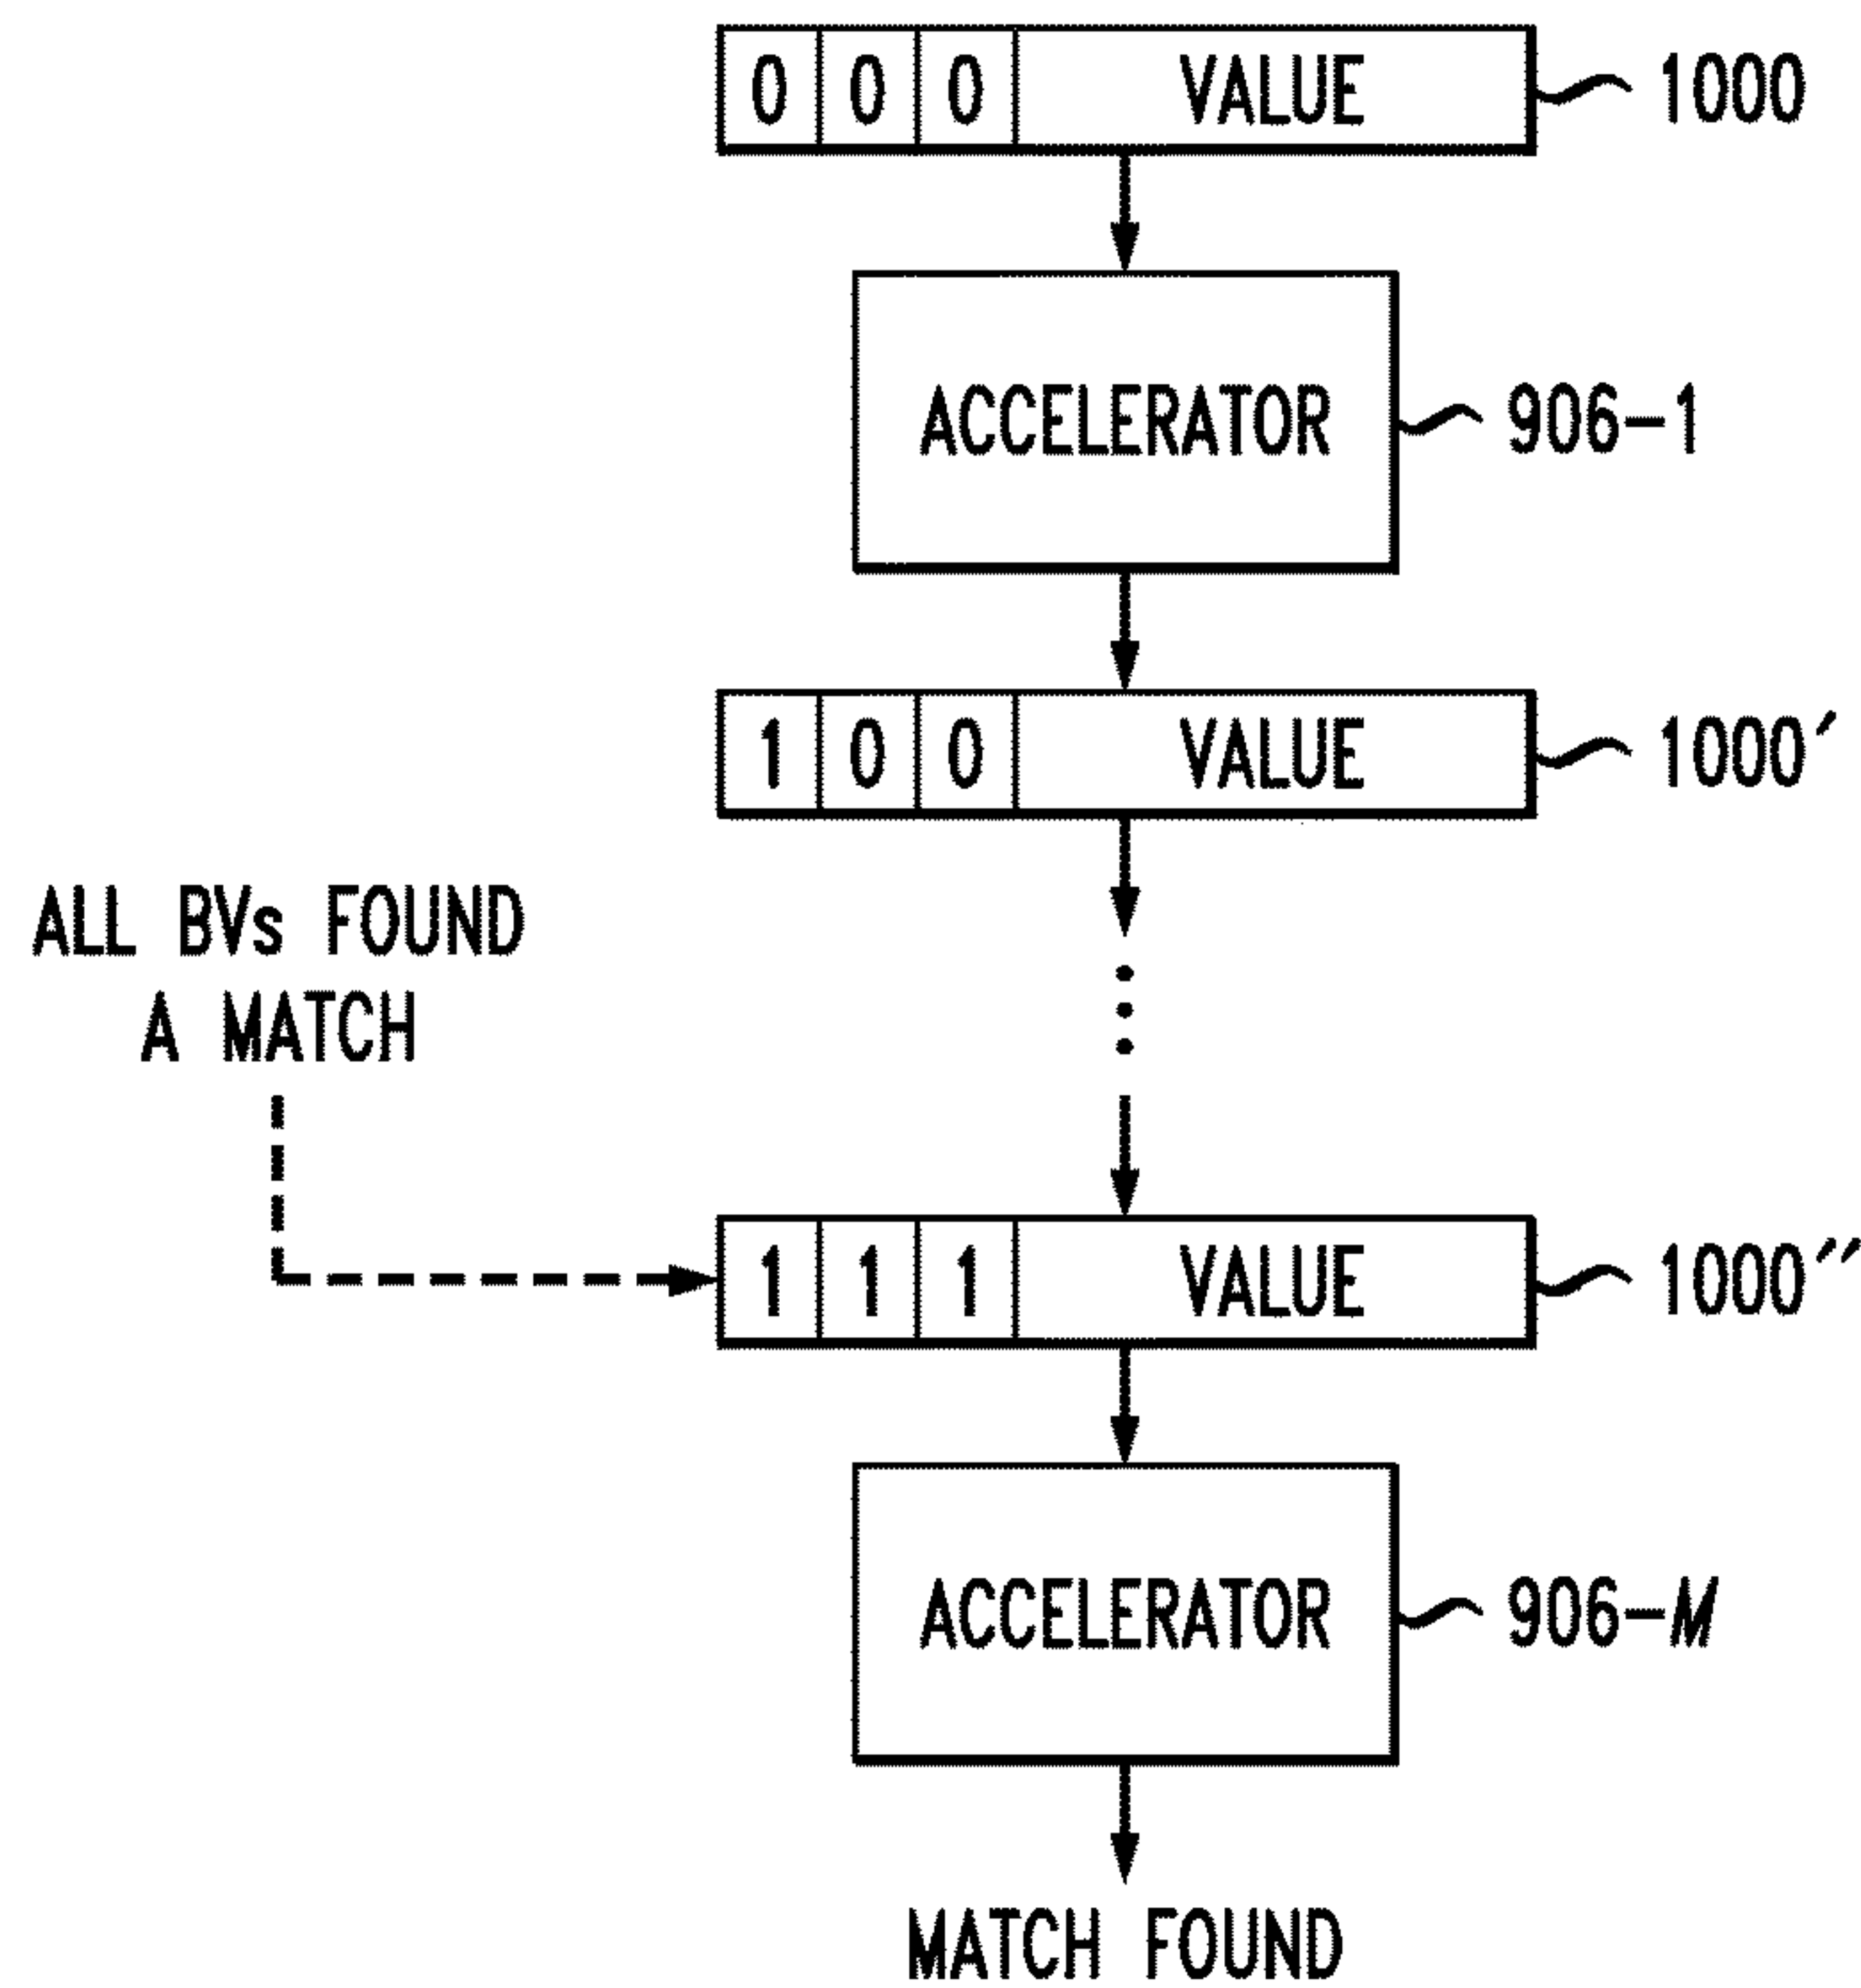 0 0 0 VALUE 1000
ACCELERATOR 906-1
1 0 0 VALUE 1000′
ALL BVs FOUND
A MATCH
1 1 1 VALUE 1000″
ACCELERATOR 906-M
MATCH FOUND